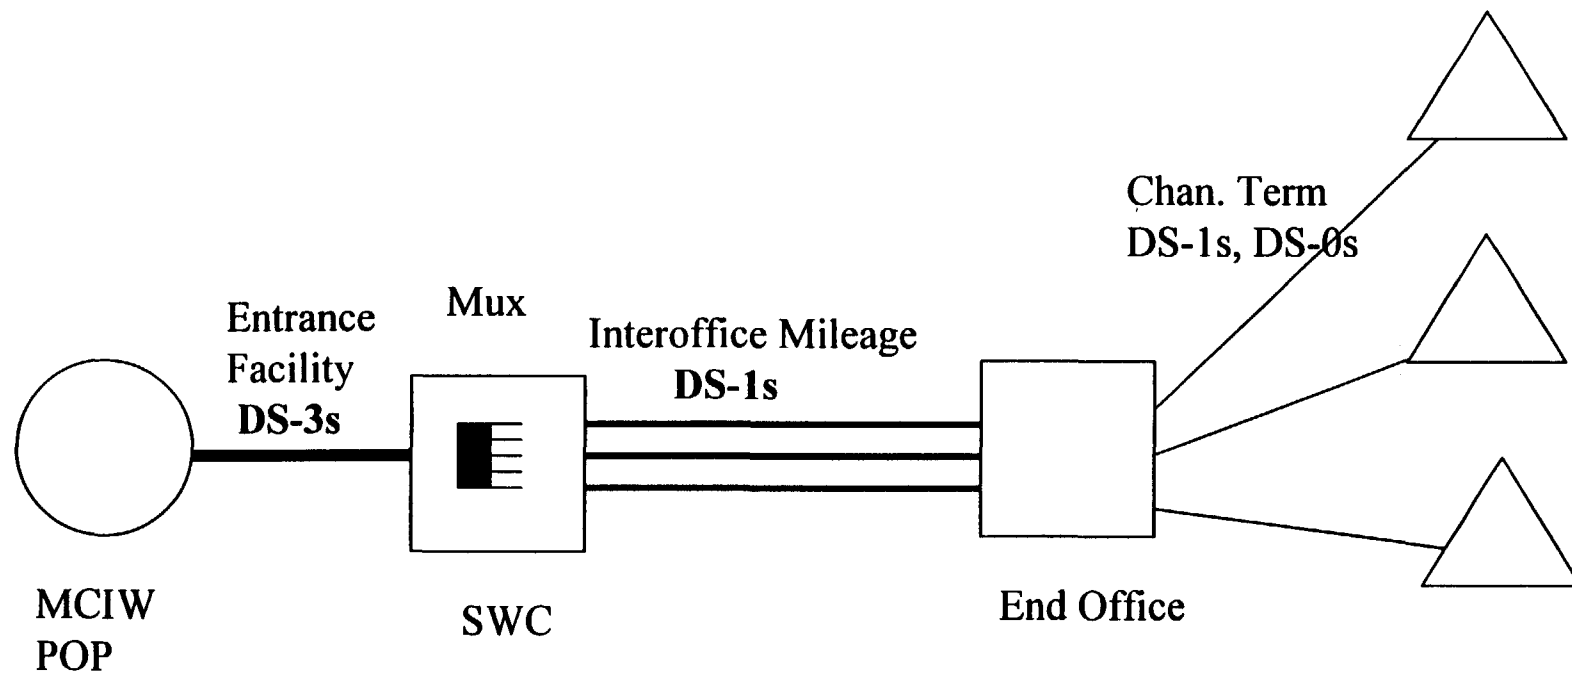 Chan. Term
DS-1s, DS-0s
Mux
Entrance
Facility
DS-3s
Interoffice Mileage
DS-1s
MCIW
POP
SWC
End Office